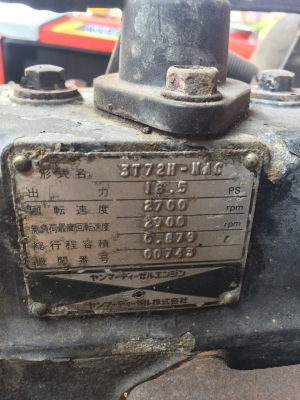 形式名 3T72H-NAC
出力 18.5 PS
回転速度 2700 rpm
無負荷最高回転速度 2900 rpm
総行程容積 0.879 ℓ
機関番号 00743
ヤンマーディーゼルエンジン
ヤンマーディーゼル株式会社